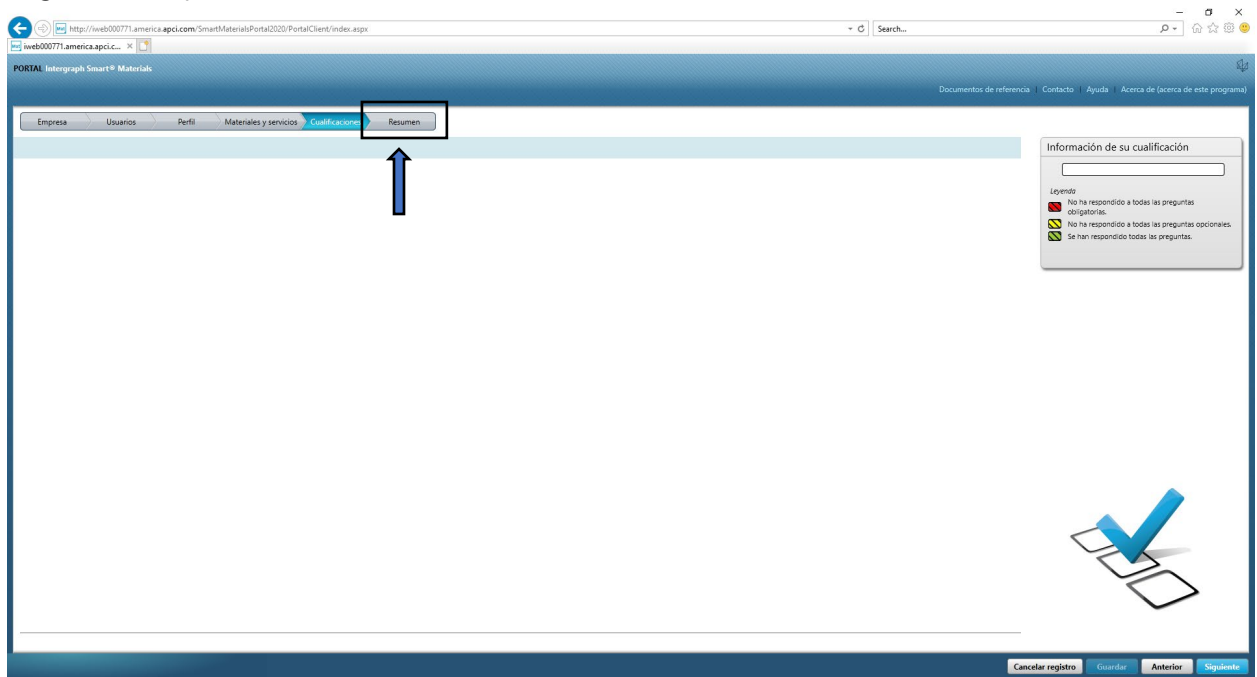 http://iweb000771.america.apci.com/SmartMaterialsPortal2020/PortalClient/index.aspx
Search...
iweb000771.america.apci.c...
PORTAL Intergraph Smart® Materials
Documentos de referencia | Contacto | Ayuda | Acerca de (acerca de este programa)
Empresa Usuarios Perfil Materiales y servicios Cualificaciones Resumen
Información de su cualificación
Leyenda
No ha respondido a todas las preguntas
obligatorias.
No ha respondido a todas las preguntas opcionales.
Se han respondido todas las preguntas.
Cancelar registro Guardar Anterior Siguiente